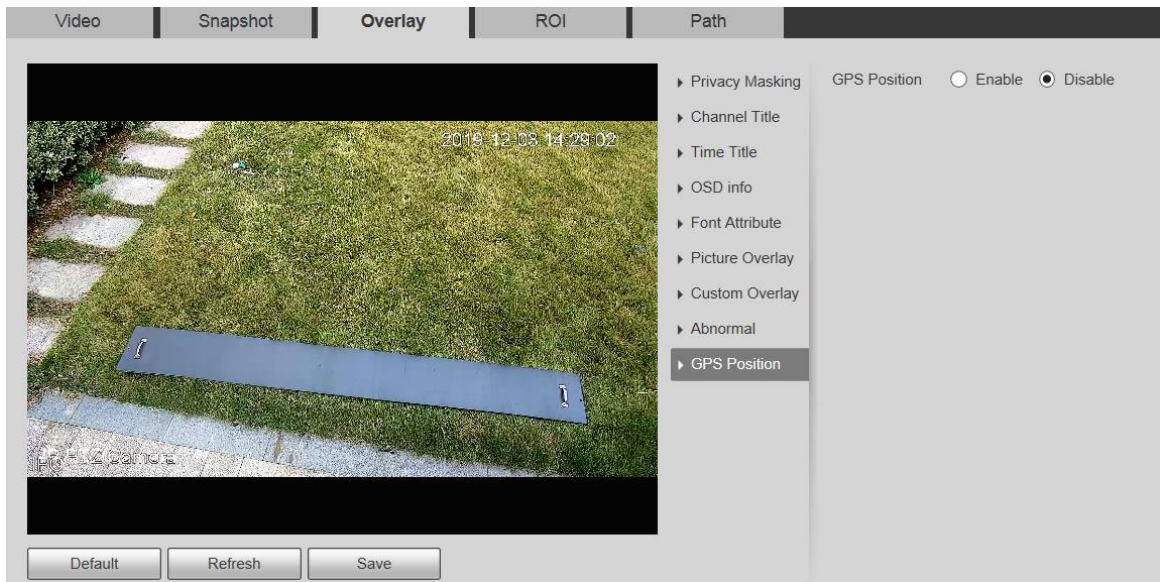 Video Snapshot Overlay ROI Path
2019-12-03 14:29:02
Camera
Privacy Masking
Channel Title
Time Title
OSD info
Font Attribute
Picture Overlay
Custom Overlay
Abnormal
GPS Position
GPS Position Enable Disable
Default Refresh Save